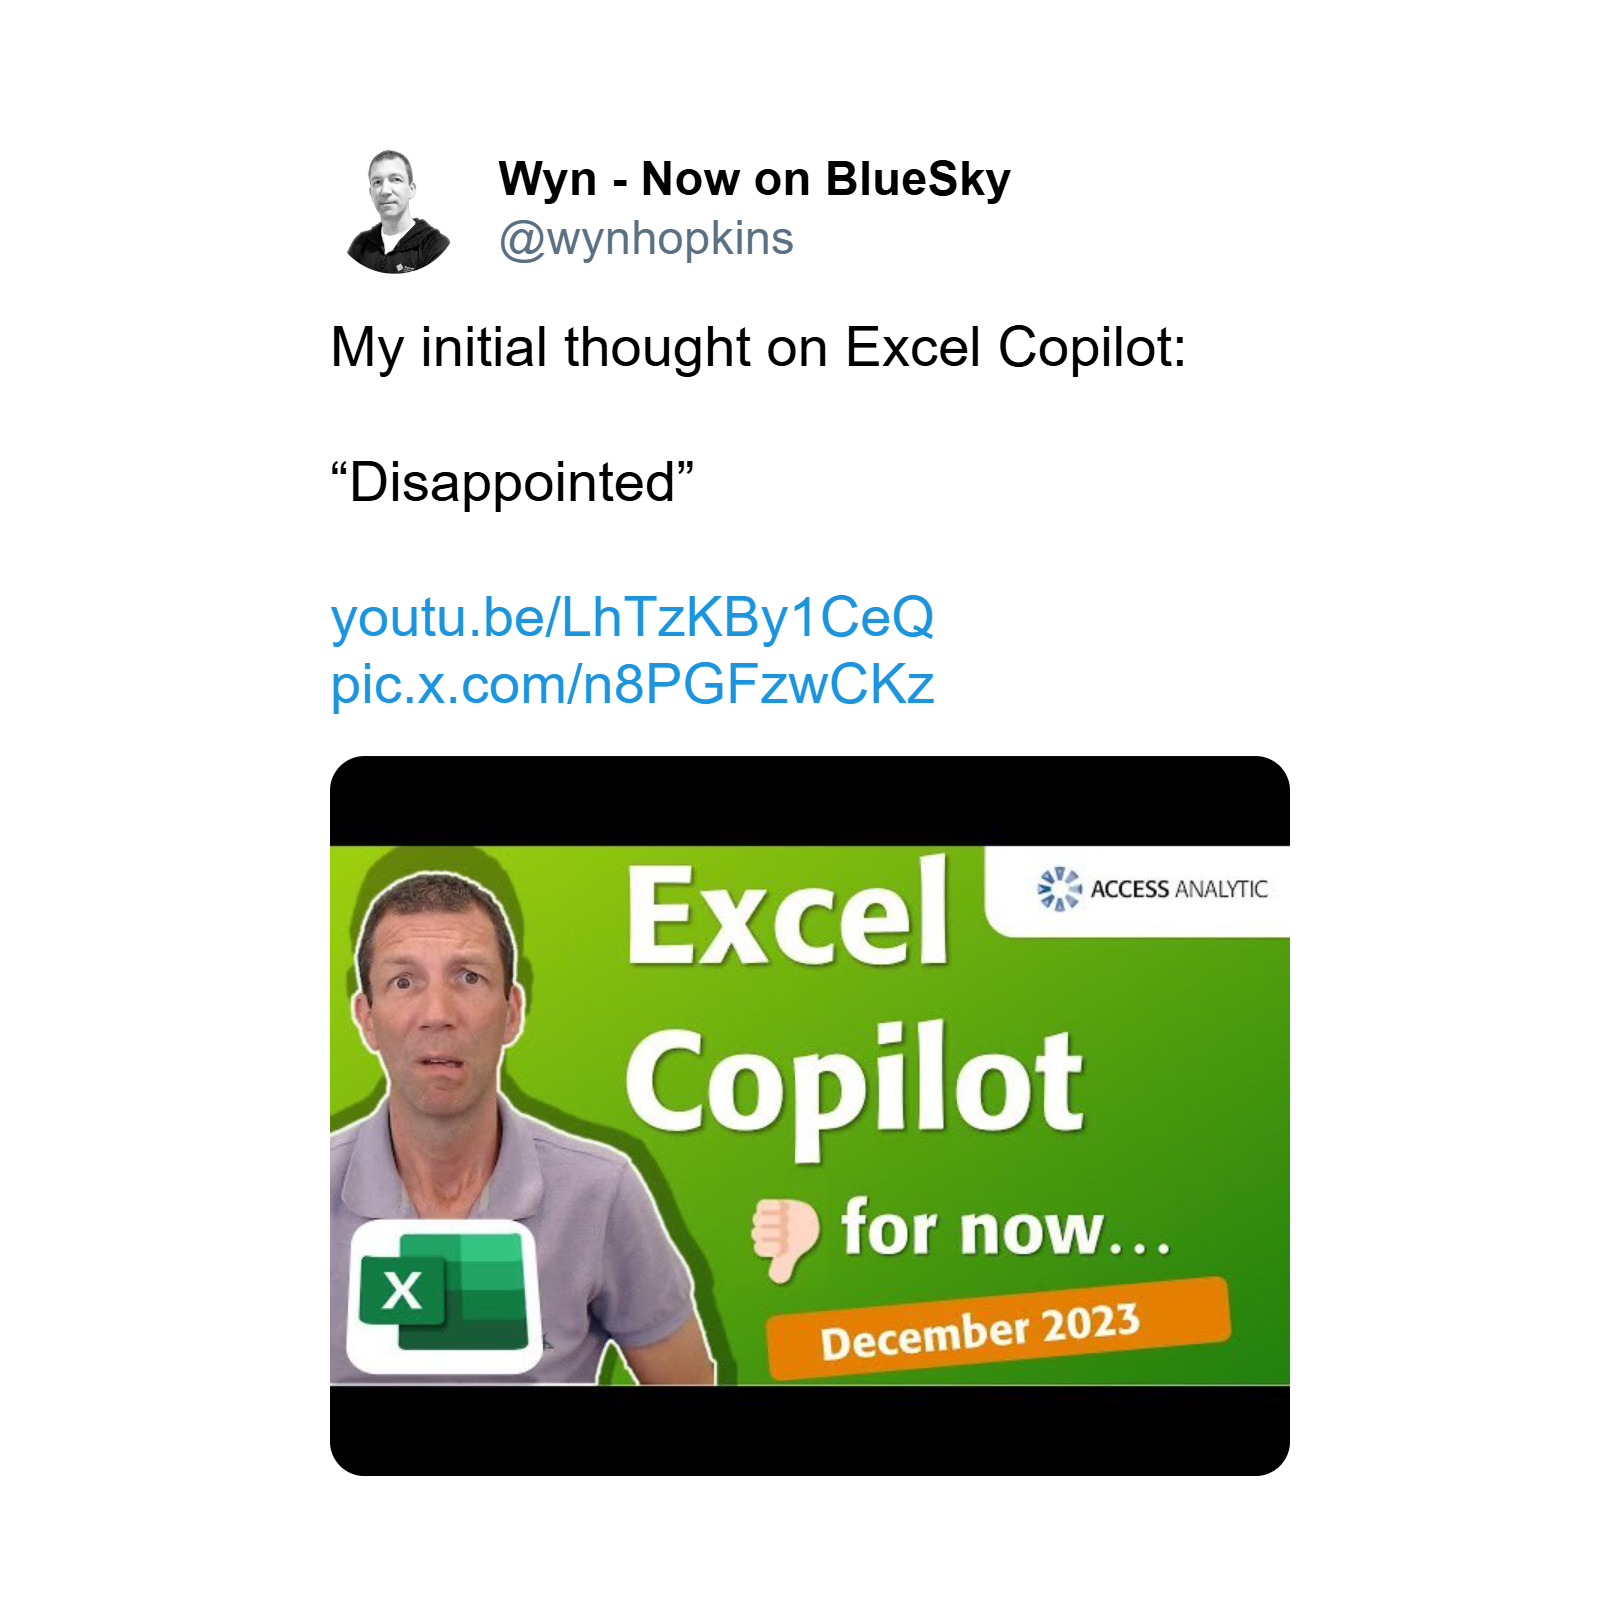 Wyn - Now on BlueSky
@wynhopkins
My initial thought on Excel Copilot:
“Disappointed”
youtu.be/LhTzKBy1CeQ
pic.x.com/n8PGFzwCKz
Excel
ACCESS ANALYTIC
Copilot
👎🏻 for now...
X
December 2023